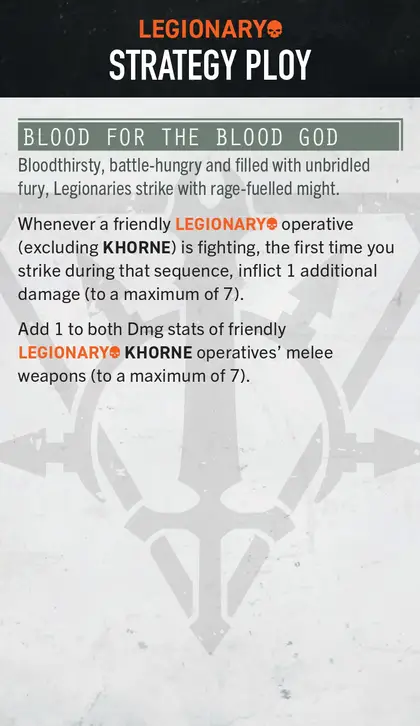 LEGIONARY
STRATEGY PLOY
BLOOD FOR THE BLOOD GOD
Bloodthirsty, battle-hungry and filled with unbridled
fury, Legionaries strike with rage-fuelled might.
Whenever a friendly LEGIONARY operative
(excluding KHORNE) is fighting, the first time you
strike during that sequence, inflict 1 additional
damage (to a maximum of 7).
Add 1 to both Dmg stats of friendly
LEGIONARY KHORNE operatives’ melee
weapons (to a maximum of 7).